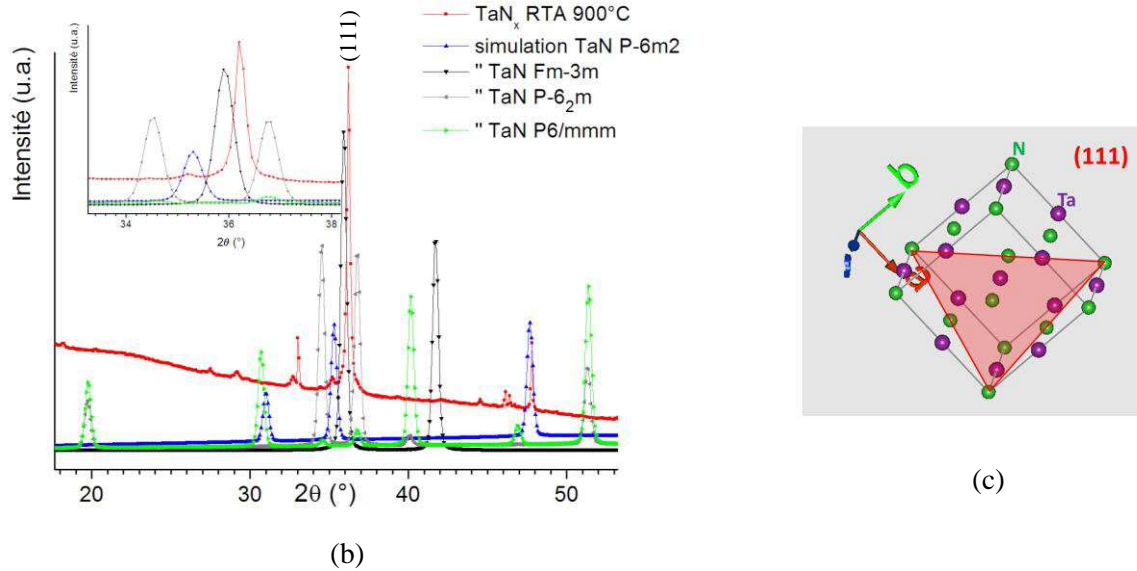 Intensité (u.a.)
34
36
38
2θ (°)
Intensité (u.a.)
(111)
TaNx RTA 900°C
simulation TaN P-6m2
" TaN Fm-3m
" TaN P-62m
" TaN P6/mmm
20
30
2θ (°)
40
50
(b)
N
(111)
Ta
b
a
(c)